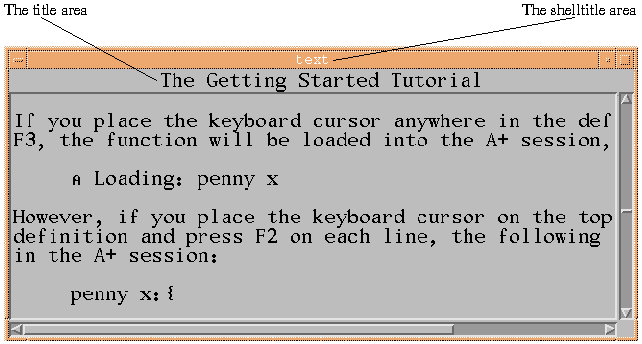 The title area
The shelltitle area
text
The Getting Started Tutorial
If you place the keyboard cursor anywhere in the def
F3, the function will be loaded into the A+ session,
⍝ Loading: penny x
However, if you place the keyboard cursor on the top
definition and press F2 on each line, the following
in the A+ session:
penny x:{